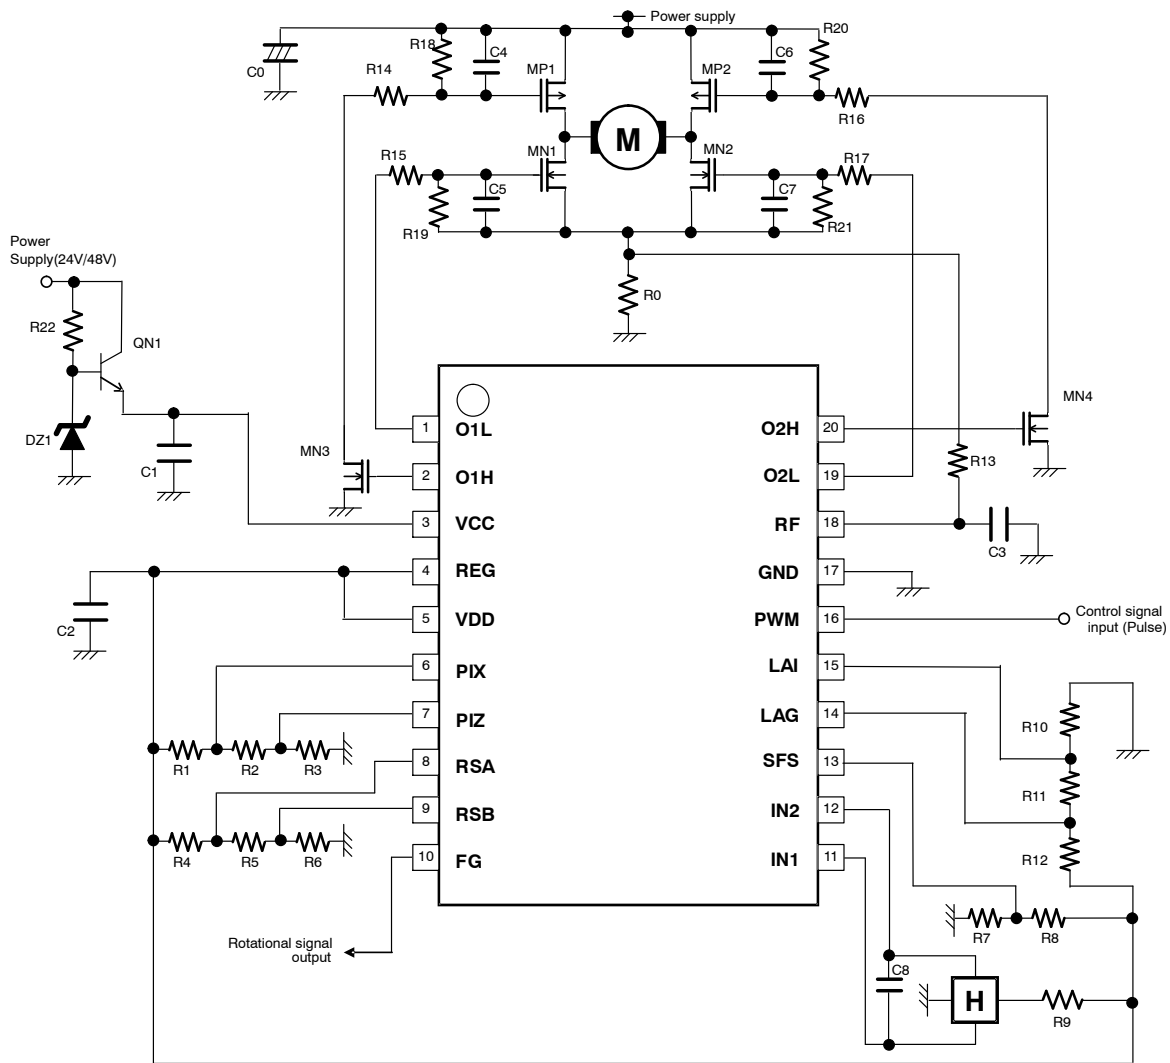 Power supply
R20
R18
C4
C6
C0
R14
MP1
MP2
R16
M
R15
MN1
MN2
R17
C5
C7
R19
R21
Power
Supply(24V/48V)
R0
R22
QN1
DZ1
C1
MN3
MN4
1 O1L
O2H 20
2 O1H
O2L 19
R13
3 VCC
RF 18
C3
4 REG
GND 17
5 VDD
PWM 16
Control signal
input (Pulse)
C2
6 PIX
LAI 15
7 PIZ
LAG 14
R10
R1
R2
R3
8 RSA
SFS 13
R11
9 RSB
IN2 12
R4
R5
R6
10 FG
IN1 11
R12
R7
R8
Rotational signal
output
C8
H
R9